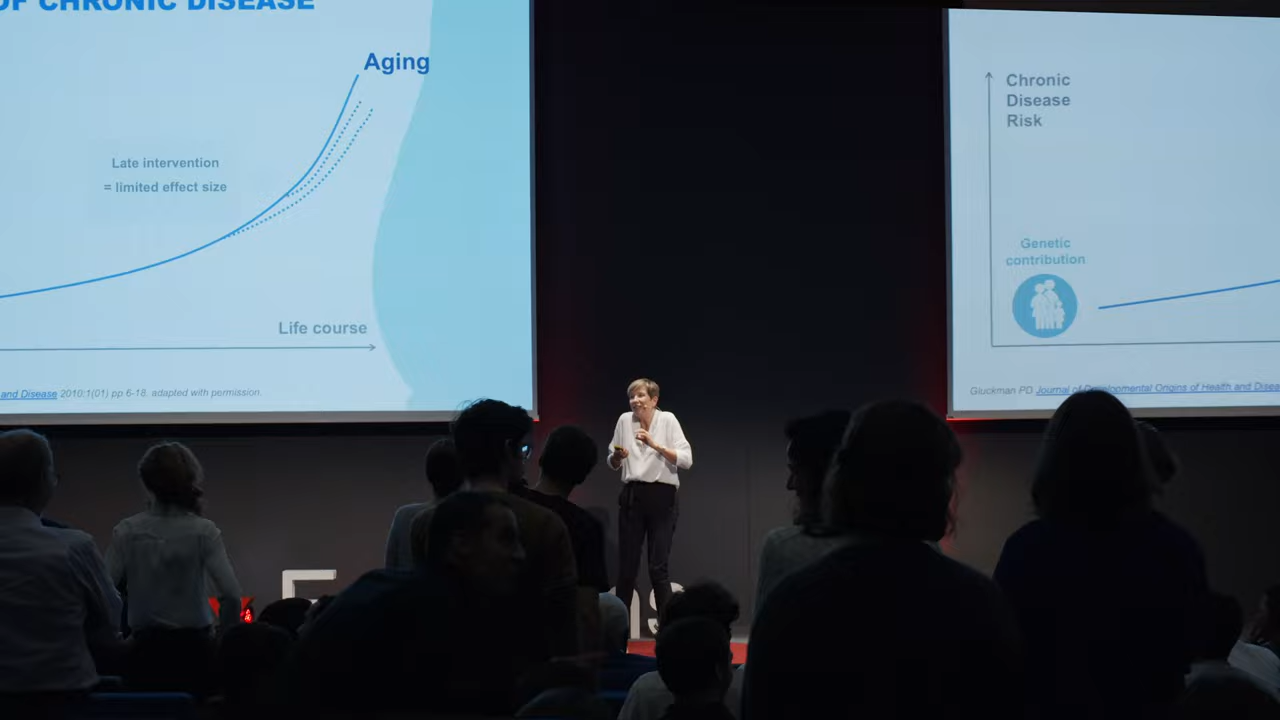 OF CHRONIC DISEASE
Aging
Late intervention
= limited effect size
Life course
and Disease 2010:1(01) pp 6-18. adapted with permission.
Chronic
Disease
Risk
Genetic
contribution
Gluckman PD Journal of Developmental Origins of Health and Disea